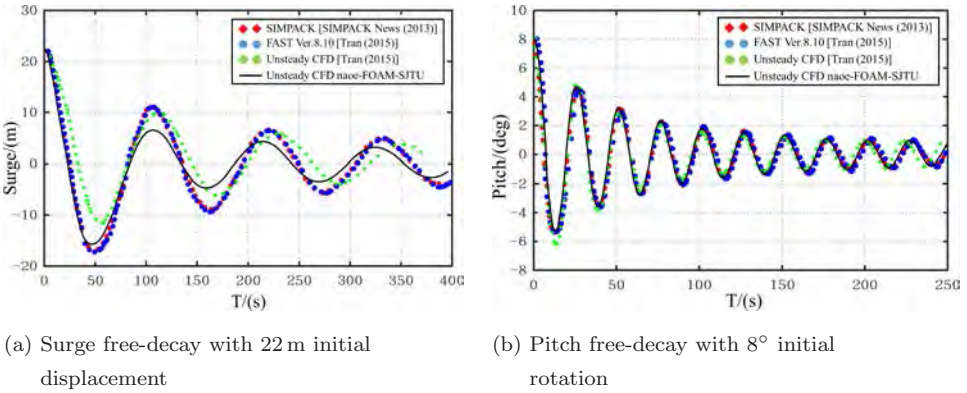 30
20
10
0
−10
−20
Surge/(m)
0 50 100 150 200 250 300 350 400
T/(s)
SIMPACK [SIMPACK News (2013)]
FAST Ver.8.10 [Tran (2015)]
Unsteady CFD [Tran (2015)]
Unsteady CFD naoe-FOAM-SJTU
(a) Surge free-decay with 22 m initial
displacement
10
8
6
4
2
0
−2
−4
−6
−8
Pitch/(deg)
0 50 100 150 200 250
T/(s)
SIMPACK [SIMPACK News (2013)]
FAST Ver.8.10 [Tran (2015)]
Unsteady CFD [Tran (2015)]
Unsteady CFD naoe-FOAM-SJTU
(b) Pitch free-decay with 8° initial
rotation